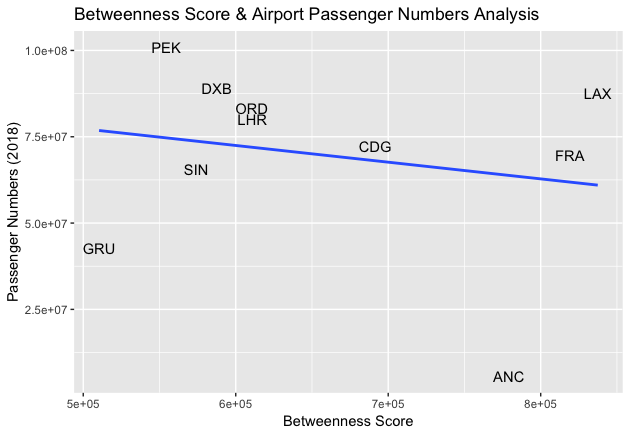 Betweenness Score & Airport Passenger Numbers Analysis
Passenger Numbers (2018)
1.0e+08
7.5e+07
5.0e+07
2.5e+07
PEK
DXB
LAX
ORD
LHR
CDG
FRA
SIN
GRU
ANC
5e+05 6e+05 7e+05 8e+05
Betweenness Score